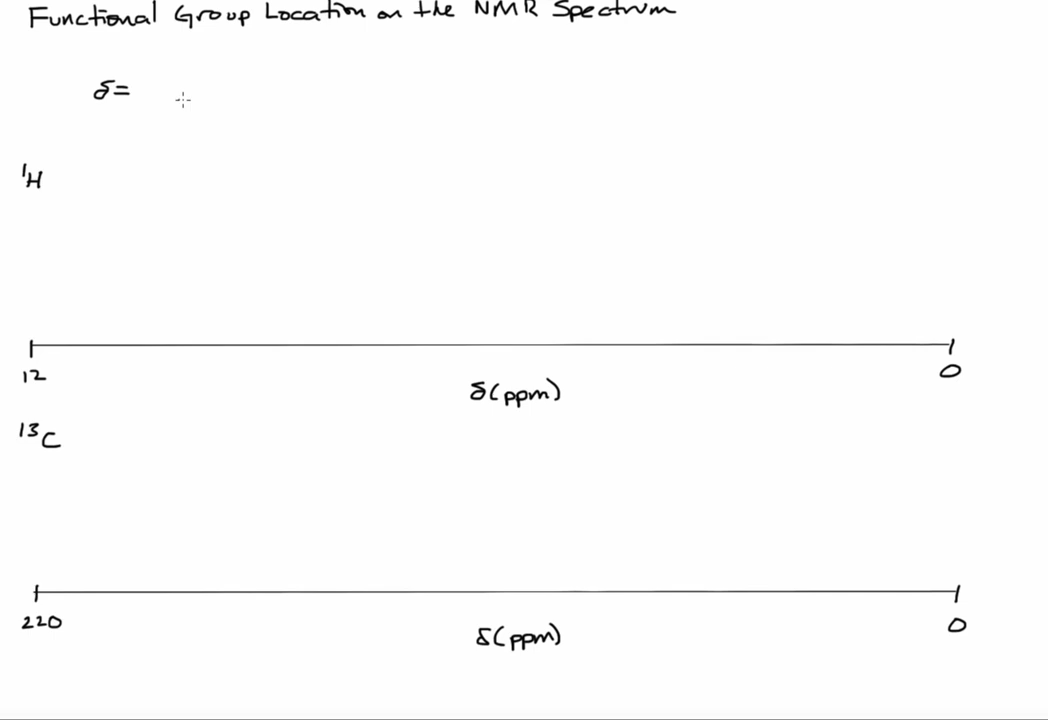 Functional Group Location on the NMR Spectrum
δ=
¹H
12 0
δ(ppm)
¹³C
220 0
δ(ppm)